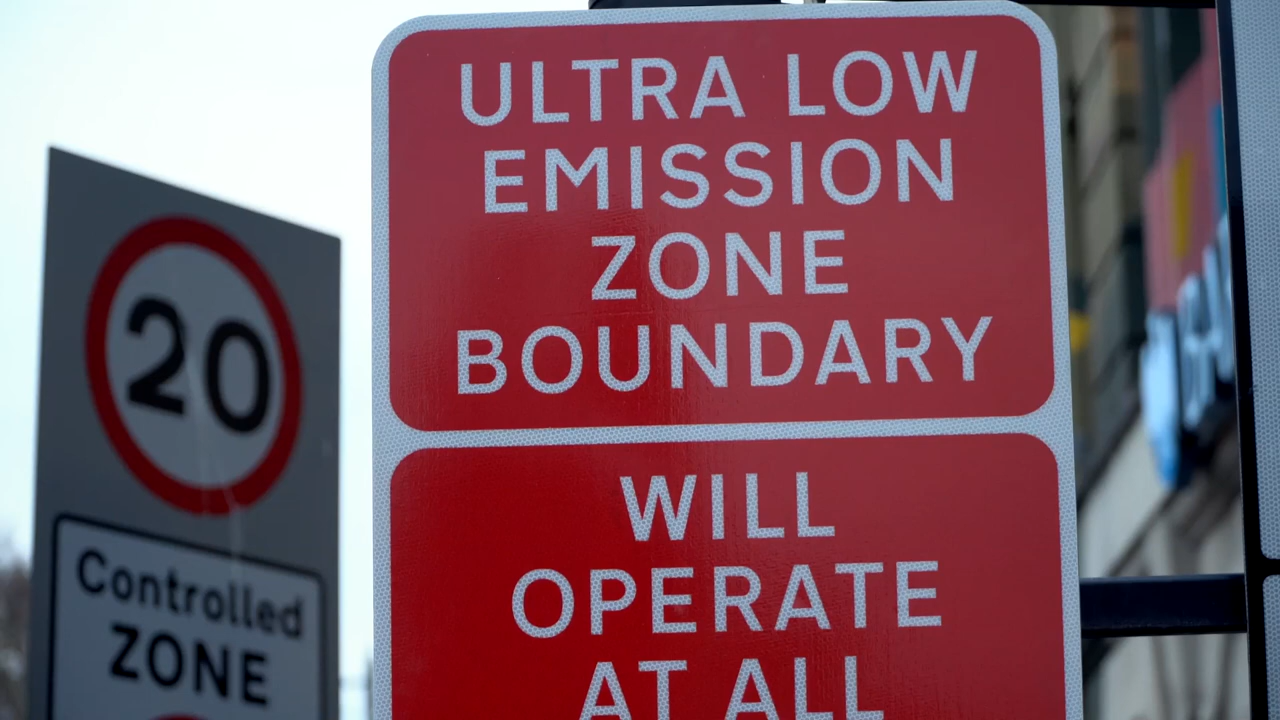 ULTRA LOW
EMISSION
ZONE
BOUNDARY
WILL
OPERATE
AT ALL
20
Controlled
ZONE